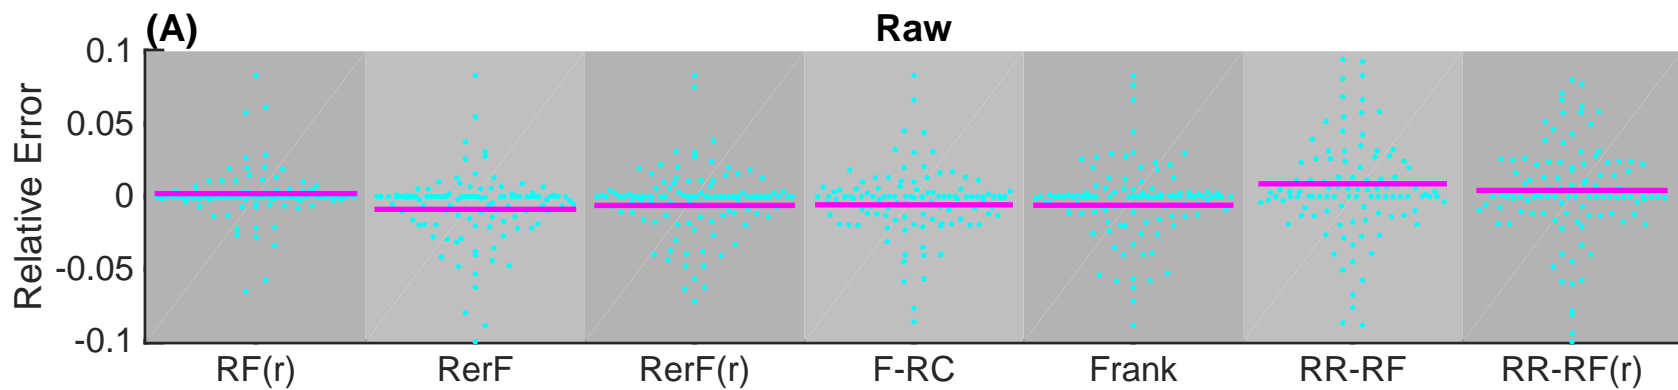 (A) Raw
Relative Error
0.1
0.05
0
-0.05
-0.1
RF(r) RerF RerF(r) F-RC Frank RR-RF RR-RF(r)